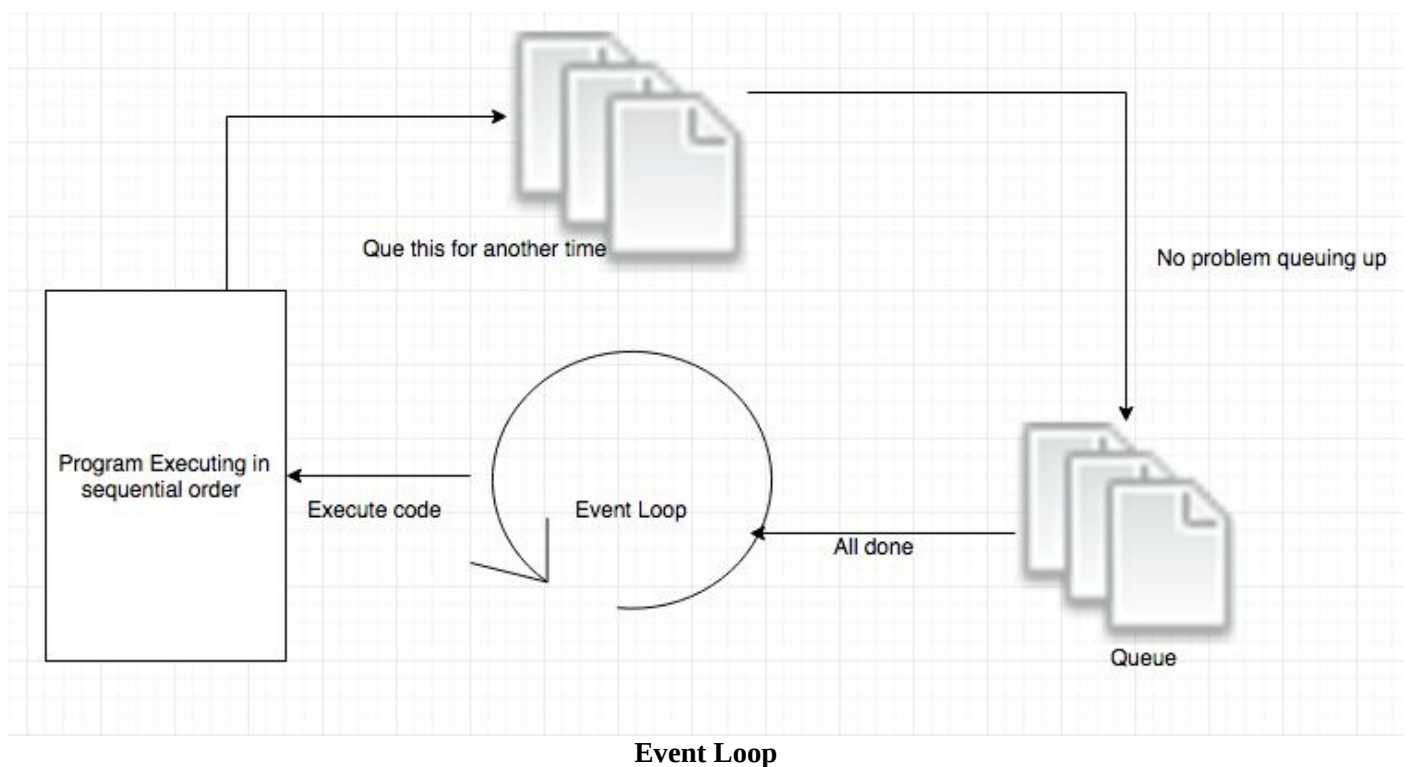 Que this for another time
No problem queuing up
Program Executing in
sequential order
Execute code
Event Loop
All done
Queue
Event Loop